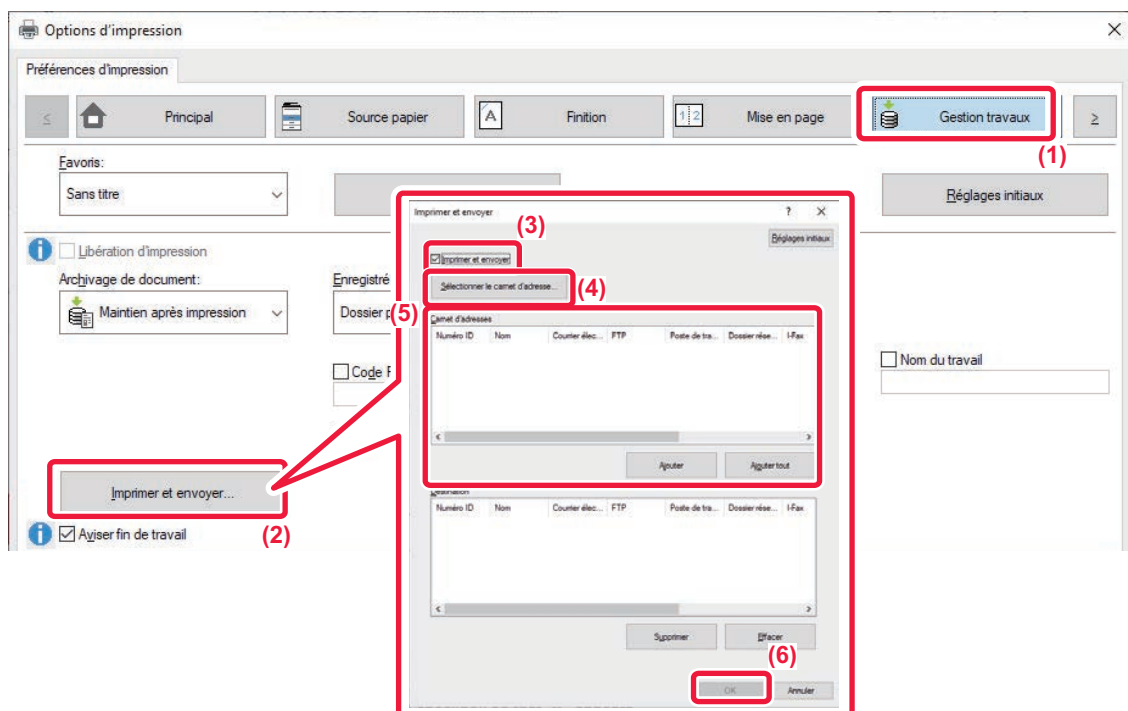 Options d'impression
Préférences d'impression
Principal
Source papier
Finition
Mise en page
Gestion travaux
(1)
Favoris:
Sans titre
Réglages initiaux
Libération d'impression
Archivage de document:
Maintien après impression
Enregistré
Dossier p
Code
Nom du travail
Imprimer et envoyer...
(2)
Aviser fin de travail
Imprimer et envoyer
?
(3)
Réglages initiaux
Imprimer et envoyer
Sélectionner le carnet d'adresse...
(4)
(5)
Carnet d'adresses
Numéro ID Nom Courrier élec... FTP Poste de tra... Dossier rése... I-Fax
Ajouter
Ajouter tout
Destination
Numéro ID Nom Courrier élec... FTP Poste de tra... Dossier rése... I-Fax
Supprimer
Effacer
(6)
OK
Annuler